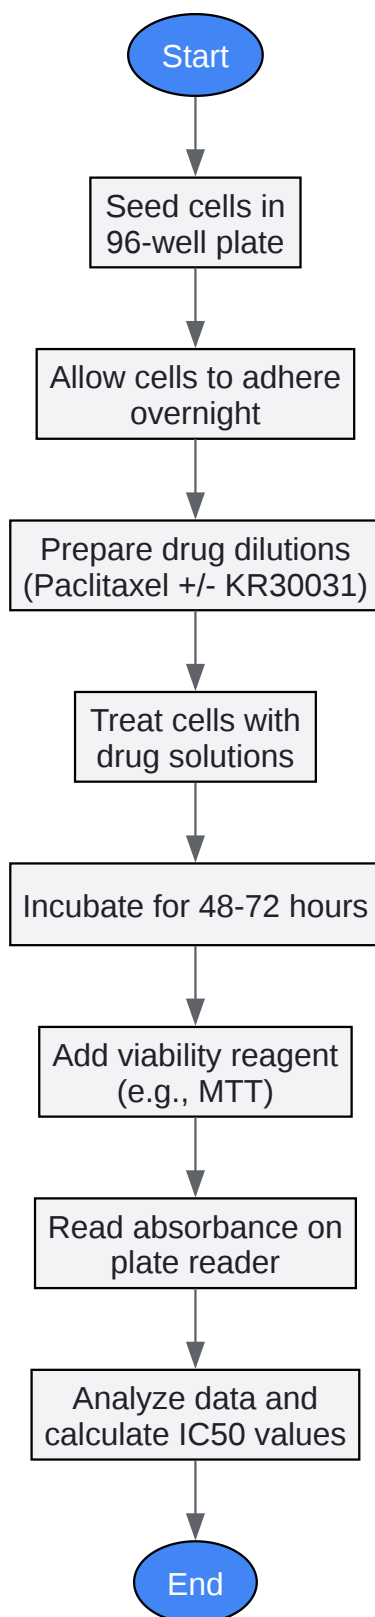 Start
Seed cells in
96-well plate
Allow cells to adhere
overnight
Prepare drug dilutions
(Paclitaxel +/- KR30031)
Treat cells with
drug solutions
Incubate for 48-72 hours
Add viability reagent
(e.g., MTT)
Read absorbance on
plate reader
Analyze data and
calculate IC50 values
End